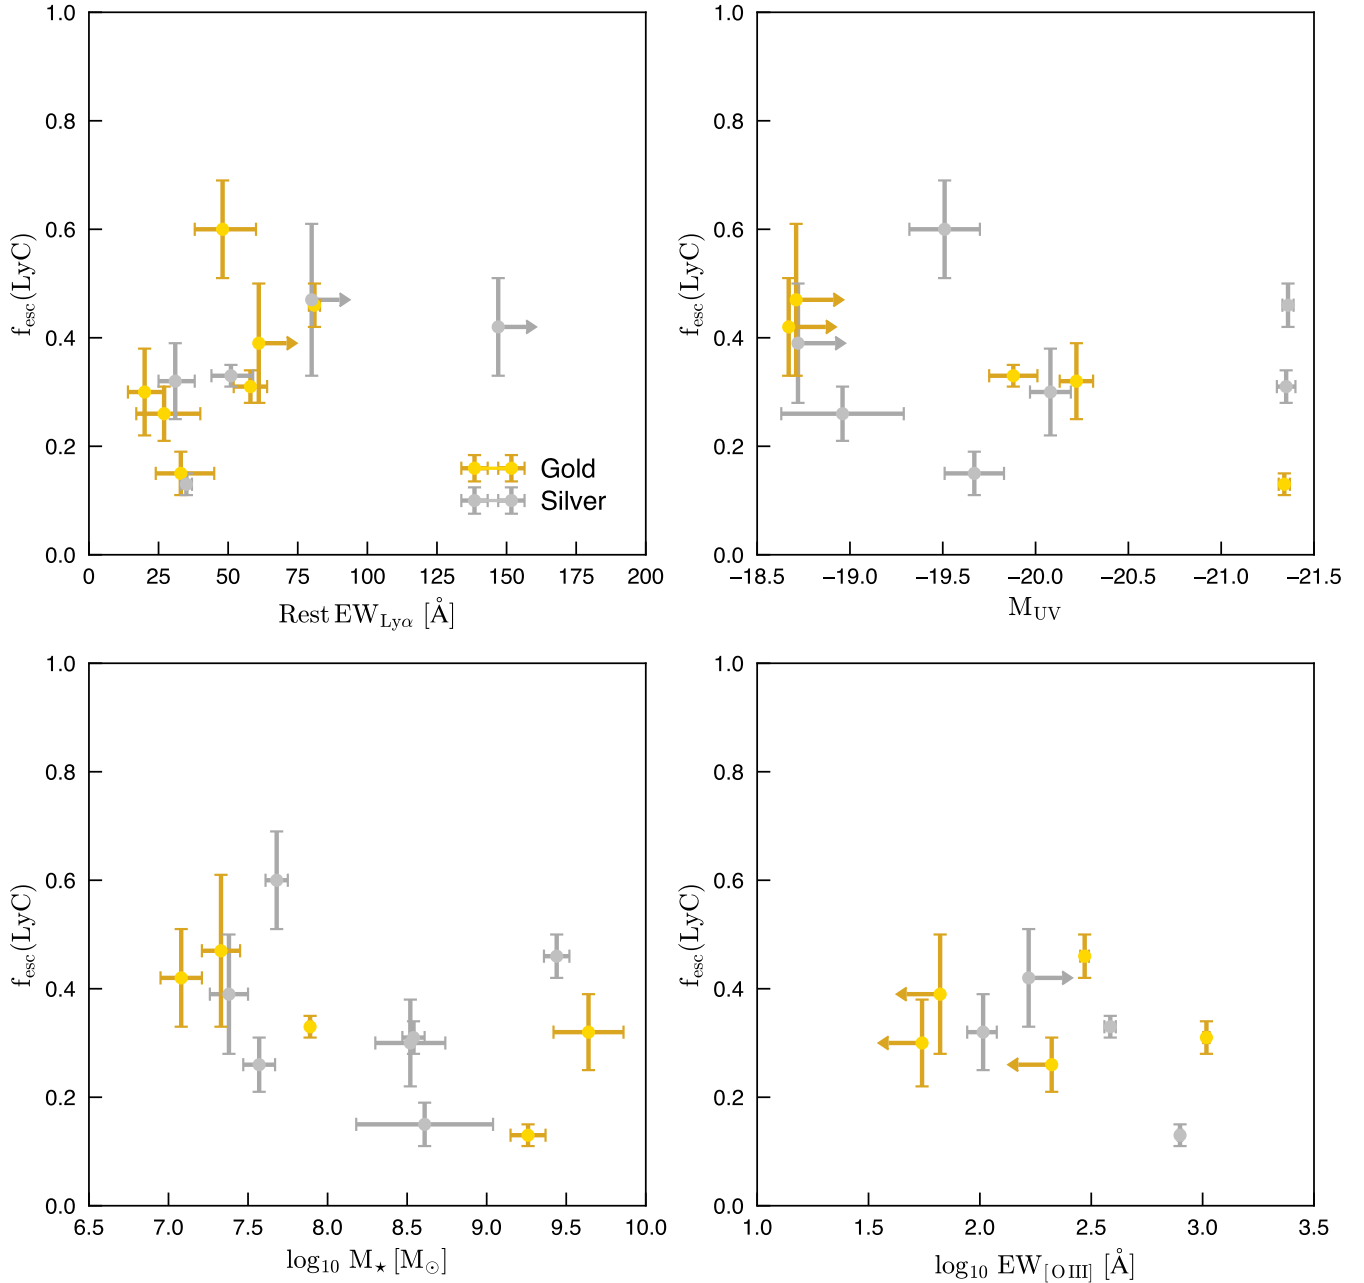 1.0
0.8
0.6
0.4
0.2
0.0
f_esc(LyC)
0 25 50 75 100 125 150 175 200
Rest EW_Lyα [Å]
Gold
Silver
1.0
0.8
0.6
0.4
0.2
0.0
f_esc(LyC)
−18.5 −19.0 −19.5 −20.0 −20.5 −21.0 −21.5
M_UV
1.0
0.8
0.6
0.4
0.2
0.0
f_esc(LyC)
6.5 7.0 7.5 8.0 8.5 9.0 9.5 10.0
log₁₀ M⋆ [M⊙]
1.0
0.8
0.6
0.4
0.2
0.0
f_esc(LyC)
1.0 1.5 2.0 2.5 3.0 3.5
log₁₀ EW_[OIII] [Å]